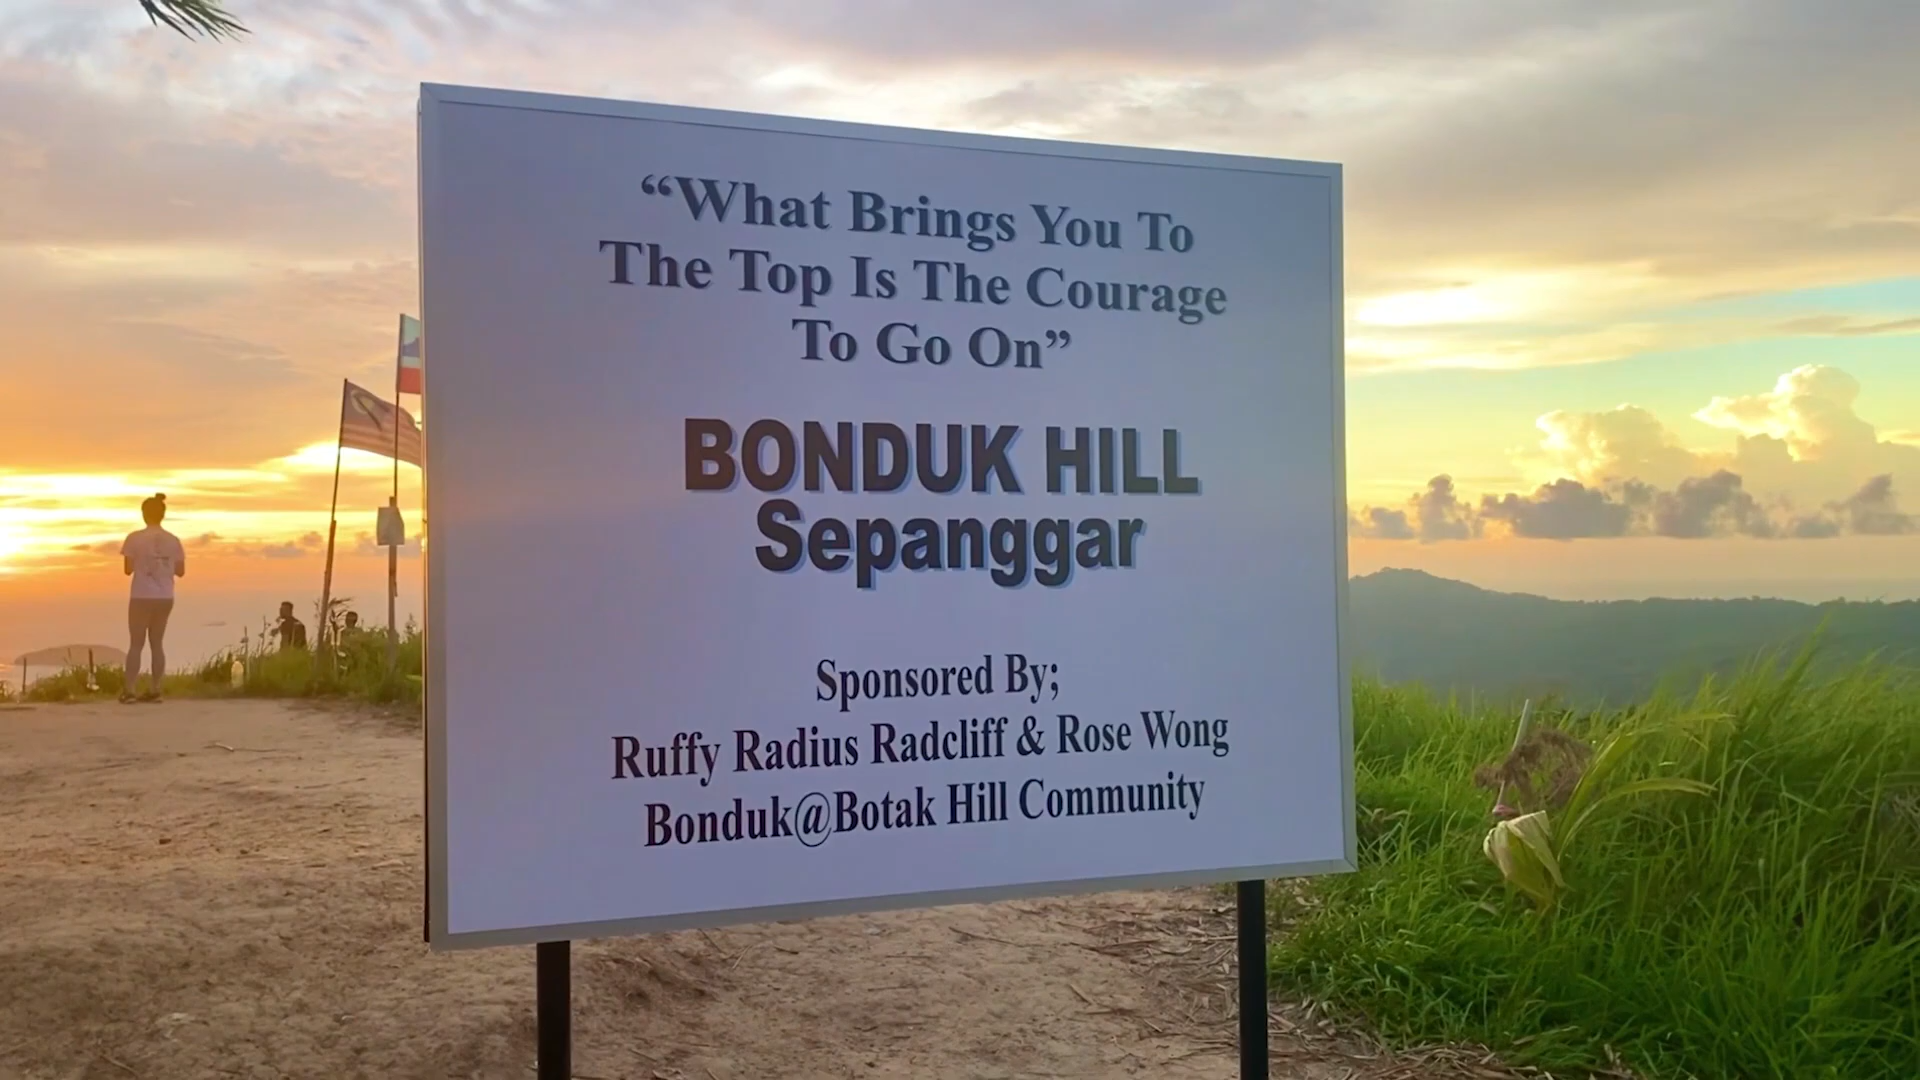 “What Brings You To
The Top Is The Courage
To Go On”
BONDUK HILL
Sepanggar
Sponsored By;
Ruffy Radius Radcliff & Rose Wong
Bonduk@Botak Hill Community